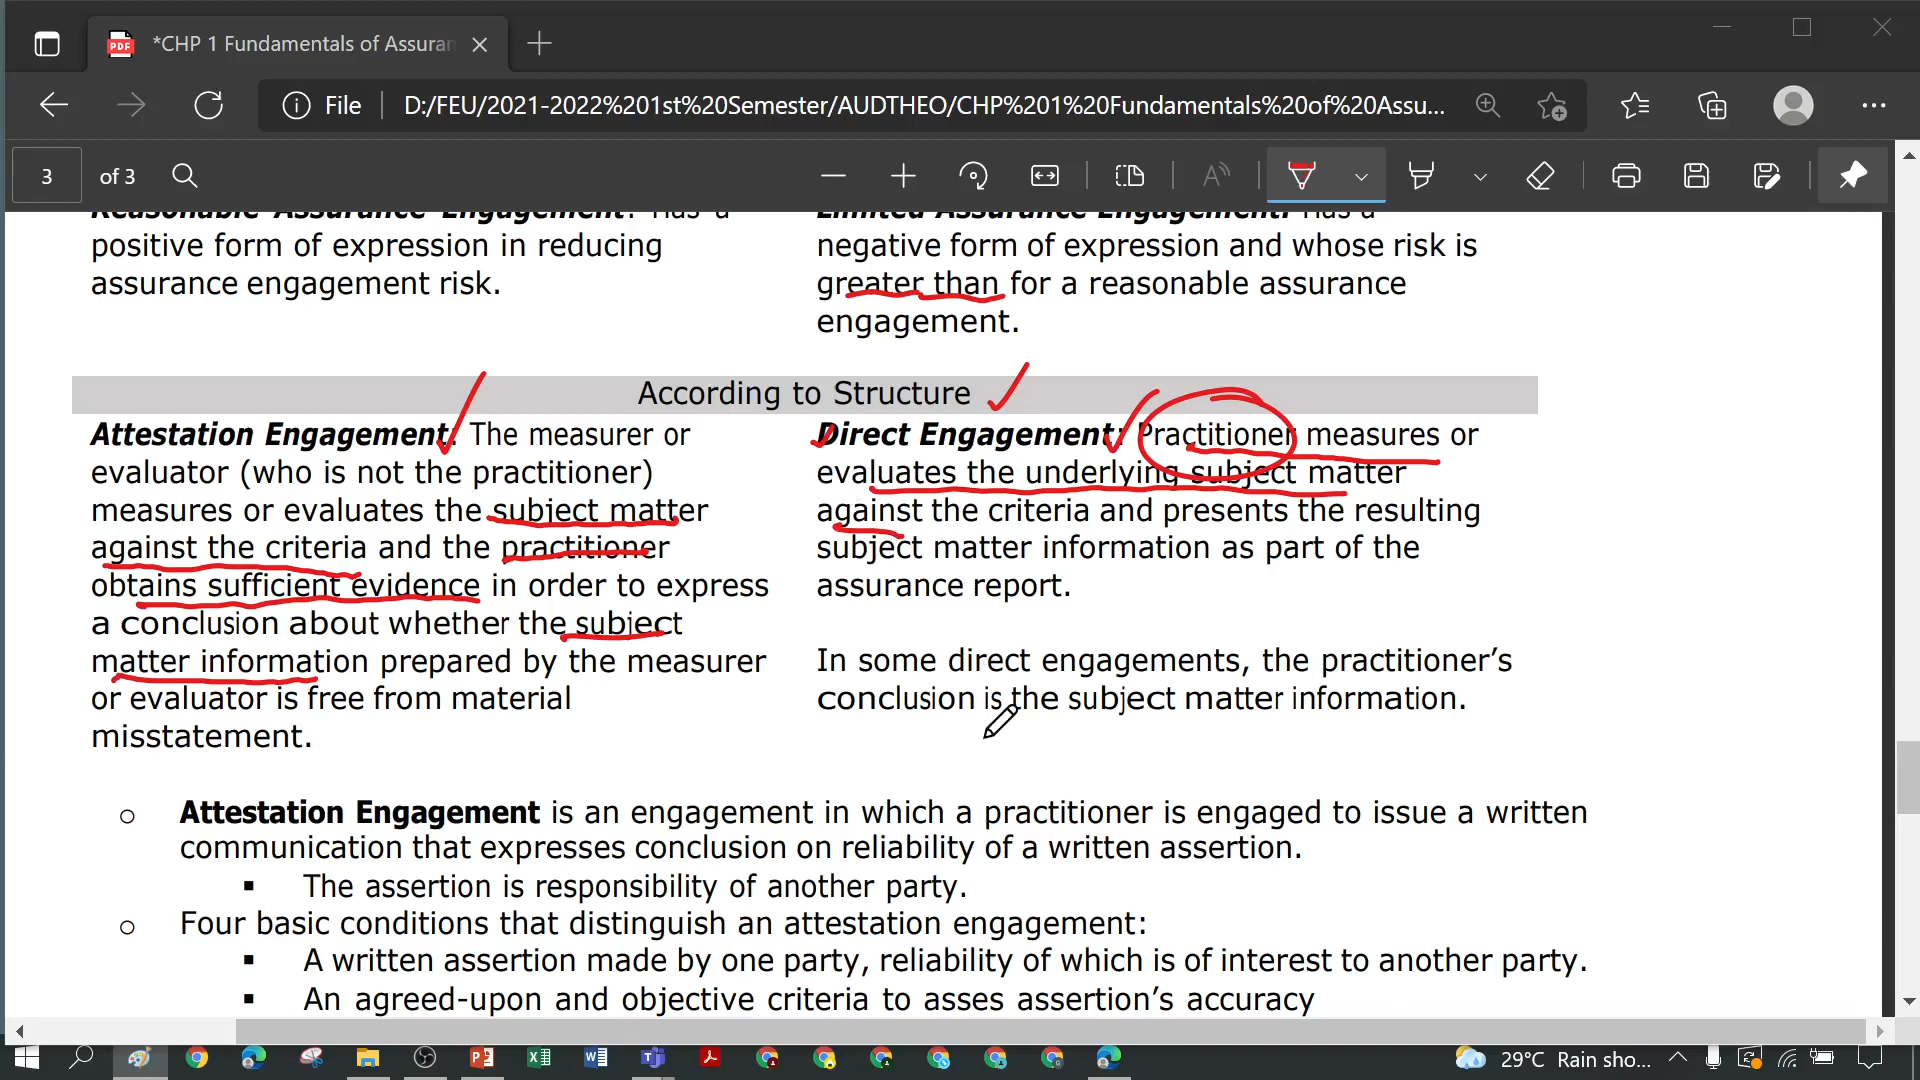 *CHP 1 Fundamentals of Assuran
File
D:/FEU/2021-2022%201st%20Semester/AUDTHEO/CHP%201%20Fundamentals%20of%20Assu...
3 of 3
Reasonable Assurance Engagement: Has a
positive form of expression in reducing
assurance engagement risk.
Limited Assurance Engagement: Has a
negative form of expression and whose risk is
greater than for a reasonable assurance
engagement.
According to Structure
Attestation Engagement: The measurer or
evaluator (who is not the practitioner)
measures or evaluates the subject matter
against the criteria and the practitioner
obtains sufficient evidence in order to express
a conclusion about whether the subject
matter information prepared by the measurer
or evaluator is free from material
misstatement.
Direct Engagement: Practitioner measures or
evaluates the underlying subject matter
against the criteria and presents the resulting
subject matter information as part of the
assurance report.
In some direct engagements, the practitioner’s
conclusion is the subject matter information.
Attestation Engagement is an engagement in which a practitioner is engaged to issue a written
communication that expresses conclusion on reliability of a written assertion.
The assertion is responsibility of another party.
Four basic conditions that distinguish an attestation engagement:
A written assertion made by one party, reliability of which is of interest to another party.
An agreed-upon and objective criteria to asses assertion’s accuracy
29°C Rain sho...